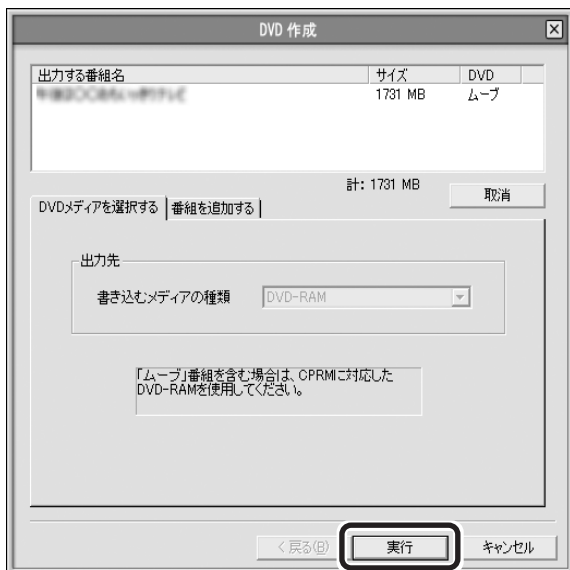 DVD 作成
出力する番組名 サイズ DVD
1731 MB ムーブ
計: 1731 MB
取消
DVDメディアを選択する 番組を追加する
出力先
書き込むメディアの種類 DVD-RAM
「ムーブ」番組を含む場合は、CPRMに対応した
DVD-RAMを使用してください。
< 戻る(B) 実行 キャンセル